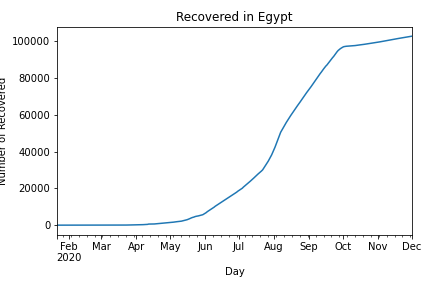 Recovered in Egypt
Number of Recovered
100000
80000
60000
40000
20000
0
Feb Mar Apr May Jun Jul Aug Sep Oct Nov Dec
2020
Day